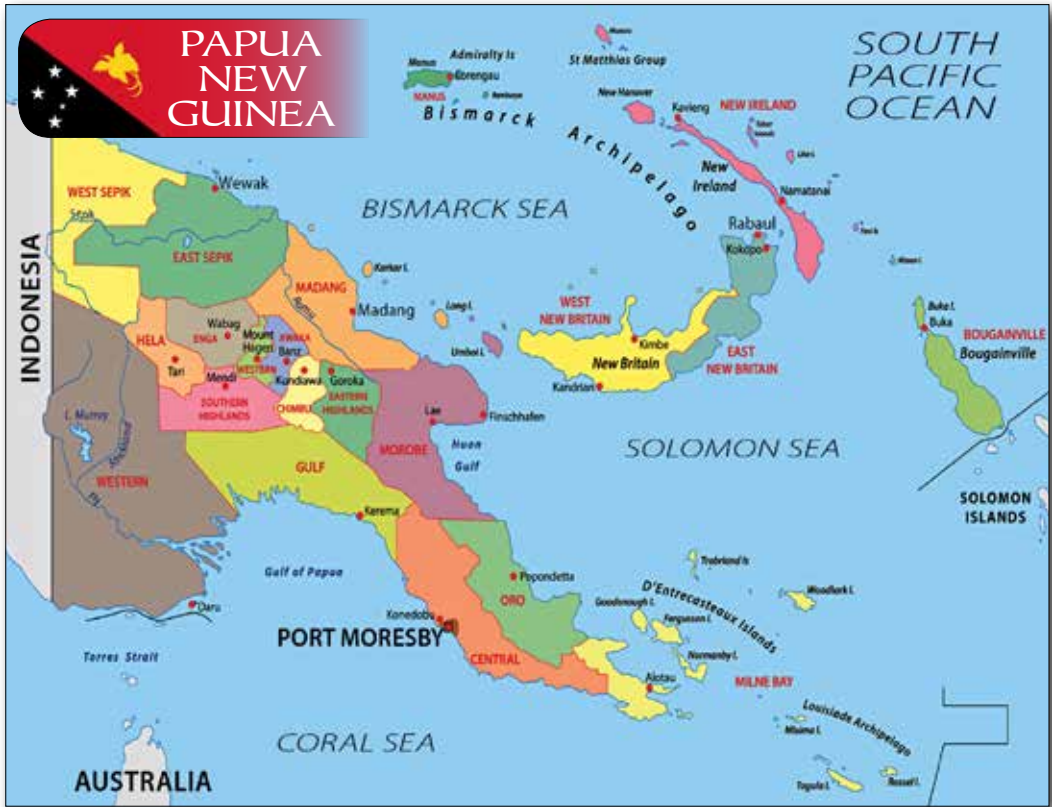 PAPUA
NEW
GUINEA
SOUTH
PACIFIC
OCEAN
Admiralty Is
Manus
MANUS
St Matthias Group
New Hanover
Kavieng
NEW IRELAND
New
Ireland
Namatanai
Bismarck
Archipelago
WEST SEPIK
Wewak
BISMARCK SEA
Rabaul
Kokopo
INDONESIA
EAST SEPIK
Karkar I.
MADANG
Ramu
Madang
Long I.
Umboi I.
WEST
NEW BRITAIN
Kimbe
New Britain
Kandrian
EAST
NEW BRITAIN
Buka I.
Buka
BOUGAINVILLE
Bougainville
HELA
Tari
Wabag
ENGA
Mount
Hageri
WESTERN
JIWAKA
Banz
Mendi
Kundiawa
Goroka
SOUTHERN
HIGHLANDS
CHIMBU
EASTERN
HIGHLANDS
Lae
Finschhafen
L. Murray
Strickland
WESTERN
Fly
GULF
MOROBE
Huon
Gulf
SOLOMON SEA
SOLOMON
ISLANDS
Kerema
Gulf of Papua
Daru
Popondetta
ORO
Trobriand Is
D'Entrecasteaux Islands
Goodenough I.
Fergusson I.
Woodlark I.
Konedobu
PORT MORESBY
CENTRAL
Normanby I.
Alotau
MILNE BAY
Torres Strait
Louisiade Archipelago
Misima I.
CORAL SEA
AUSTRALIA
Tagula I.
Rossel I.